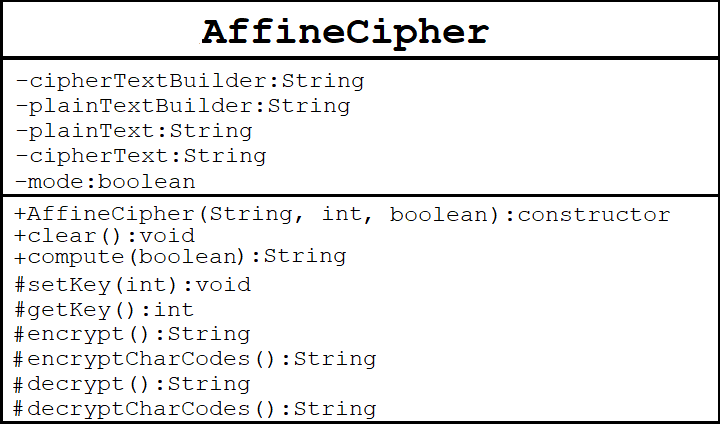 AffineCipher
-cipherTextBuilder:String
-plainTextBuilder:String
-plainText:String
-cipherText:String
-mode:boolean
+AffineCipher(String, int, boolean):constructor
+clear():void
+compute(boolean):String
#setKey(int):void
#getKey():int
#encrypt():String
#encryptCharCodes():String
#decrypt():String
#decryptCharCodes():String